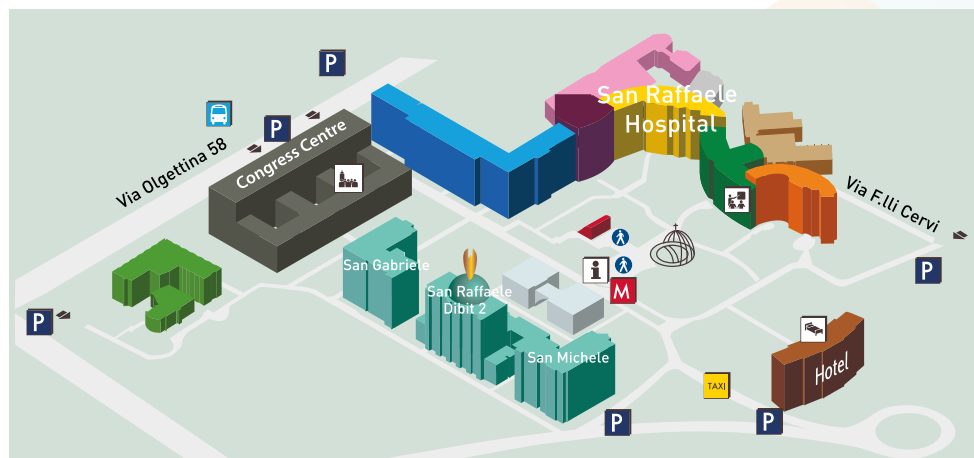 P
San Raffaele
Hospital
P
Congress Centre
Via Olgettina 58
Via F.lli Cervi
San Gabriele
i
P
San Raffaele
Dibit 2
M
P
San Michele
Hotel
TAXI
P
P